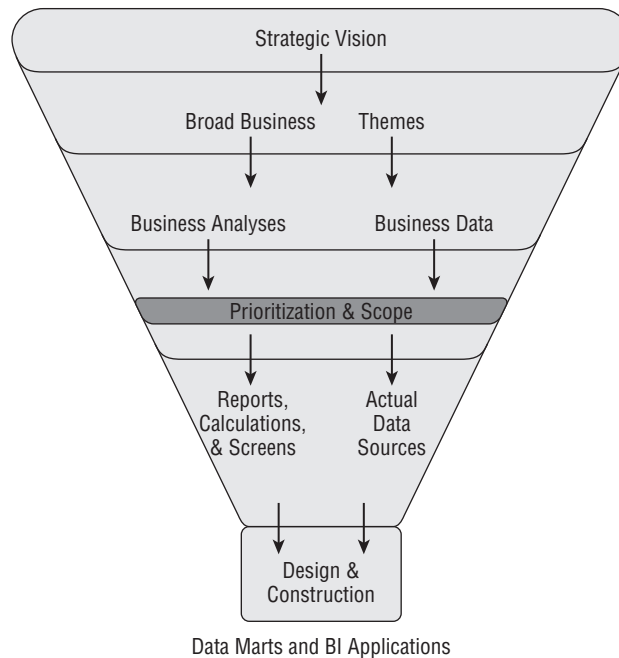 Strategic Vision
Broad Business Themes
Business Analyses
Business Data
Prioritization & Scope
Reports,
Calculations,
& Screens
Actual
Data
Sources
Design &
Construction
Data Marts and BI Applications